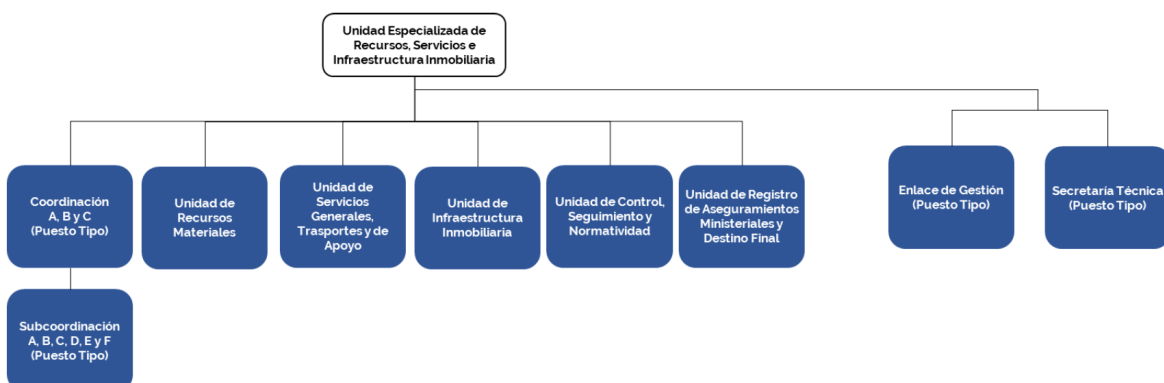 Unidad Especializada de
Recursos, Servicios e
Infraestructura Inmobiliaria
Coordinación
A, B y C
(Puesto Tipo)
Unidad de
Recursos
Materiales
Unidad de
Servicios
Generales,
Trasportes y de
Apoyo
Unidad de
Infraestructura
Inmobiliaria
Unidad de Control,
Seguimiento y
Normatividad
Unidad de Registro
de Aseguramientos
Ministeriales y
Destino Final
Enlace de Gestión
(Puesto Tipo)
Secretaría Técnica
(Puesto Tipo)
Subcoordinación
A, B, C, D, E y F
(Puesto Tipo)